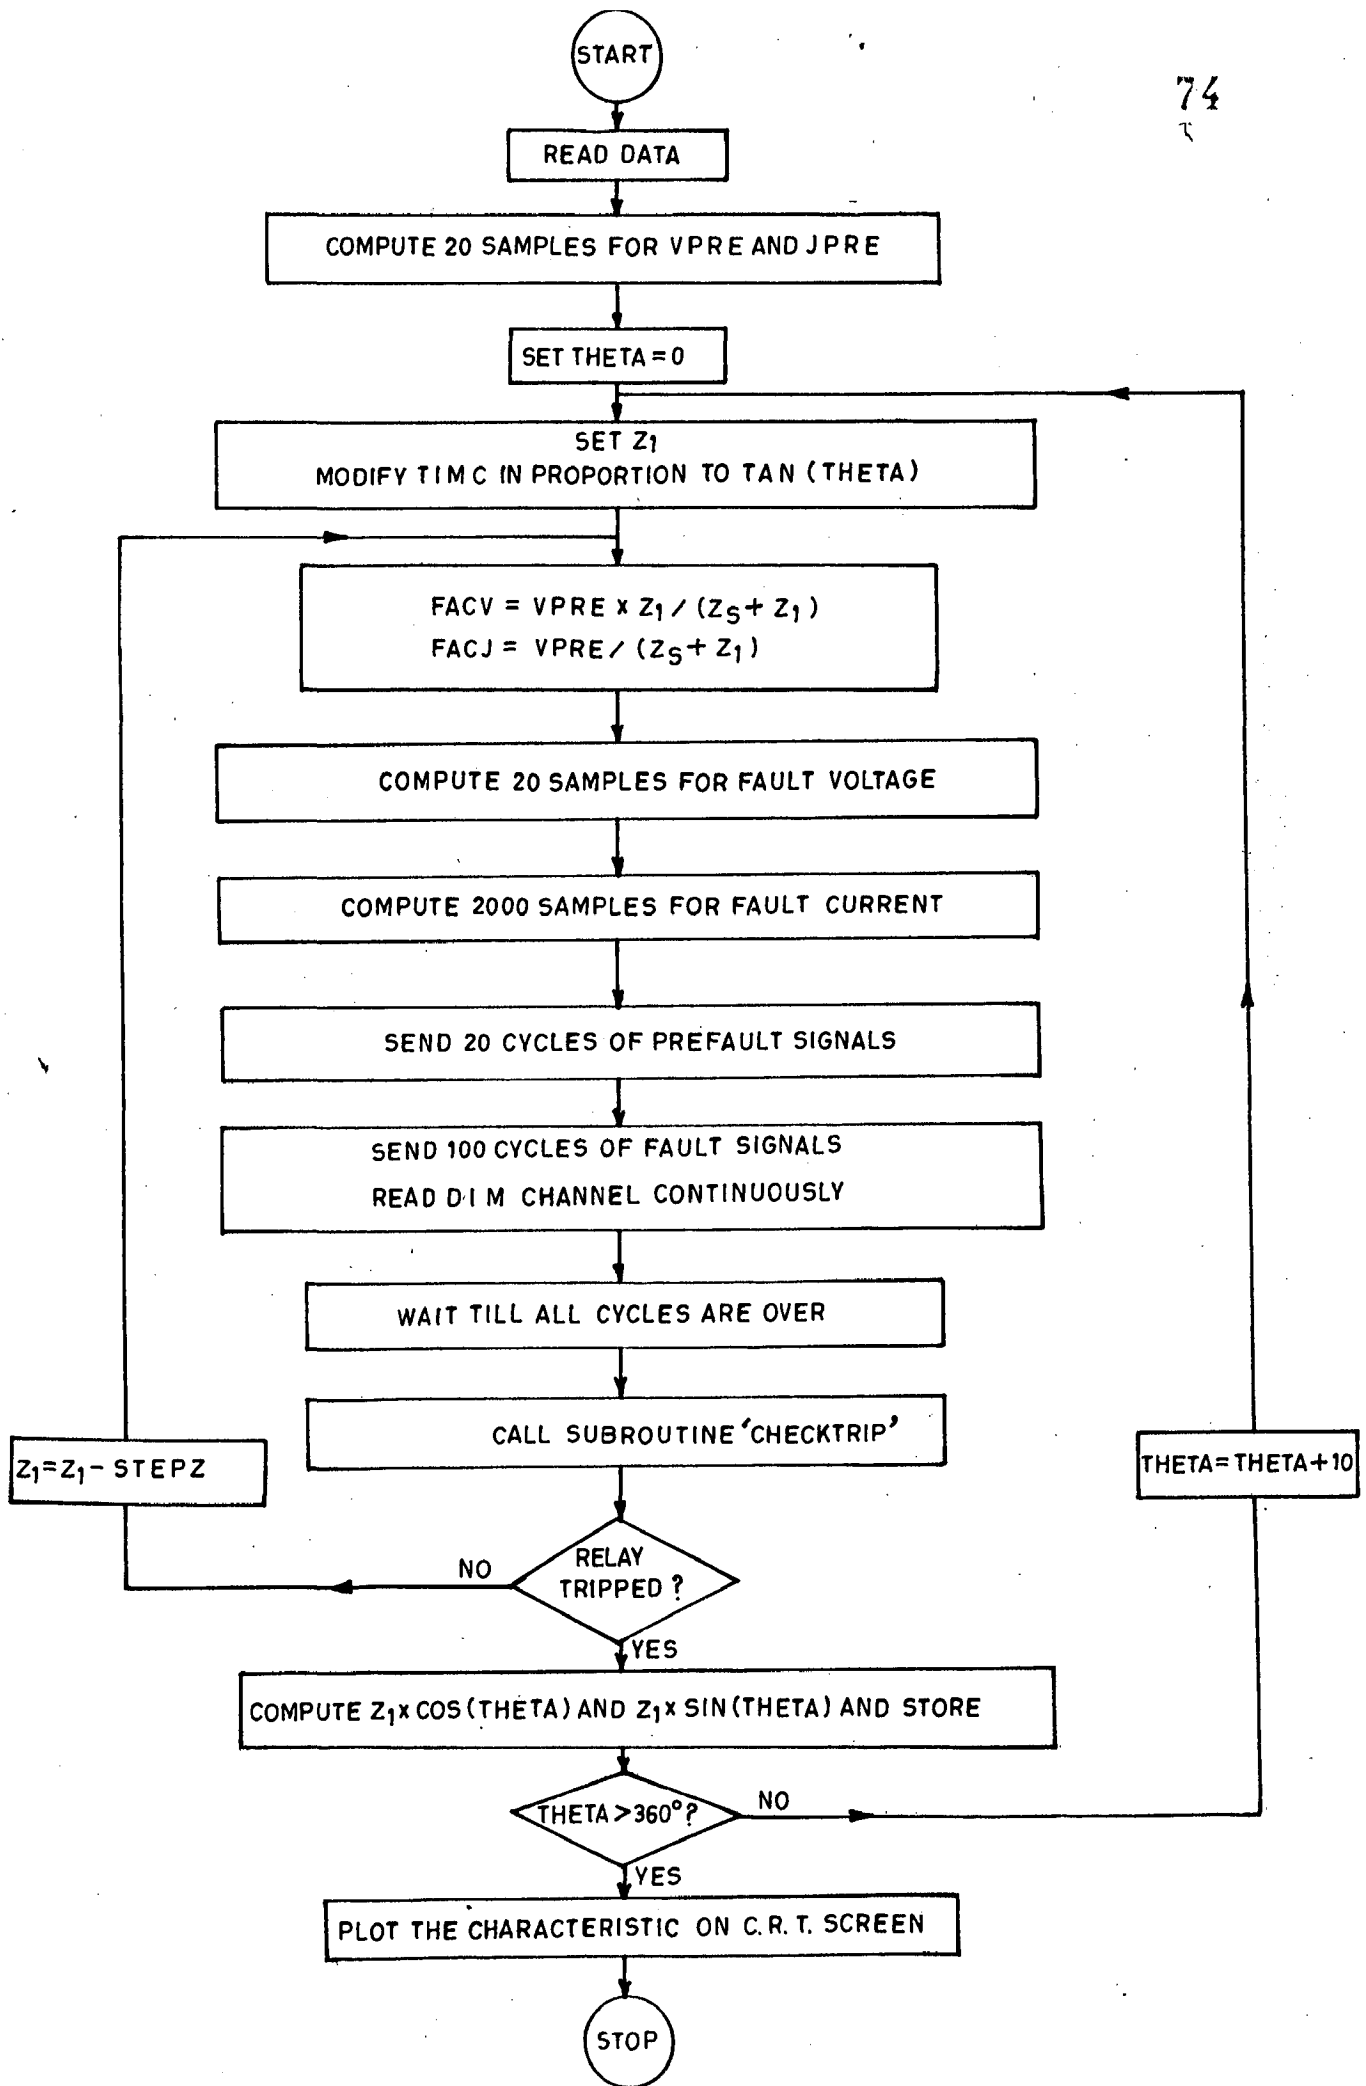 START
74
READ DATA
COMPUTE 20 SAMPLES FOR VPRE AND JPRE
SET THETA = 0
SET Z1
MODIFY TIMC IN PROPORTION TO TAN (THETA)
FACV = VPRE x Z1 / (ZS + Z1)
FACJ = VPRE / (ZS + Z1)
COMPUTE 20 SAMPLES FOR FAULT VOLTAGE
COMPUTE 2000 SAMPLES FOR FAULT CURRENT
SEND 20 CYCLES OF PREFAULT SIGNALS
SEND 100 CYCLES OF FAULT SIGNALS
READ DIM CHANNEL CONTINUOUSLY
WAIT TILL ALL CYCLES ARE OVER
CALL SUBROUTINE 'CHECKTRIP'
Z1 = Z1 - STEPZ
THETA = THETA + 10
RELAY
TRIPPED ?
NO
YES
COMPUTE Z1 x COS (THETA) AND Z1 x SIN (THETA) AND STORE
THETA > 360° ?
NO
YES
PLOT THE CHARACTERISTIC ON C.R.T. SCREEN
STOP